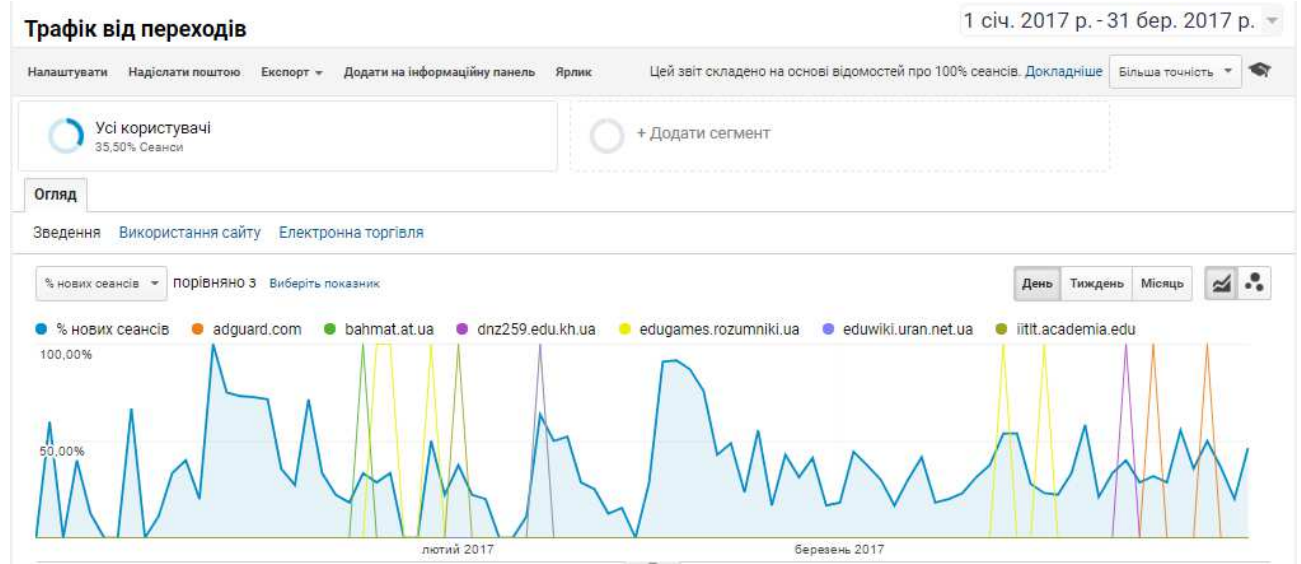 Трафік від переходів
1 січ. 2017 р. - 31 бер. 2017 р.
Налаштувати Надіслати поштою Експорт Додати на інформаційну панель Ярлик Цей звіт складено на основі відомостей про 100% сеансів. Докладніше Більша точність
Усі користувачі
35,50% Сеанси
+ Додати сегмент
Огляд
Зведення Використання сайту Електронна торгівля
% нових сеансів порівняно з Виберіть показник День Тиждень Місяць
% нових сеансів adguard.com bahmat.at.ua dnz259.edu.kh.ua edugames.rozumniki.ua eduwiki.uran.net.ua iitlt.academia.edu
100,00%
50,00%
лютий 2017 березень 2017